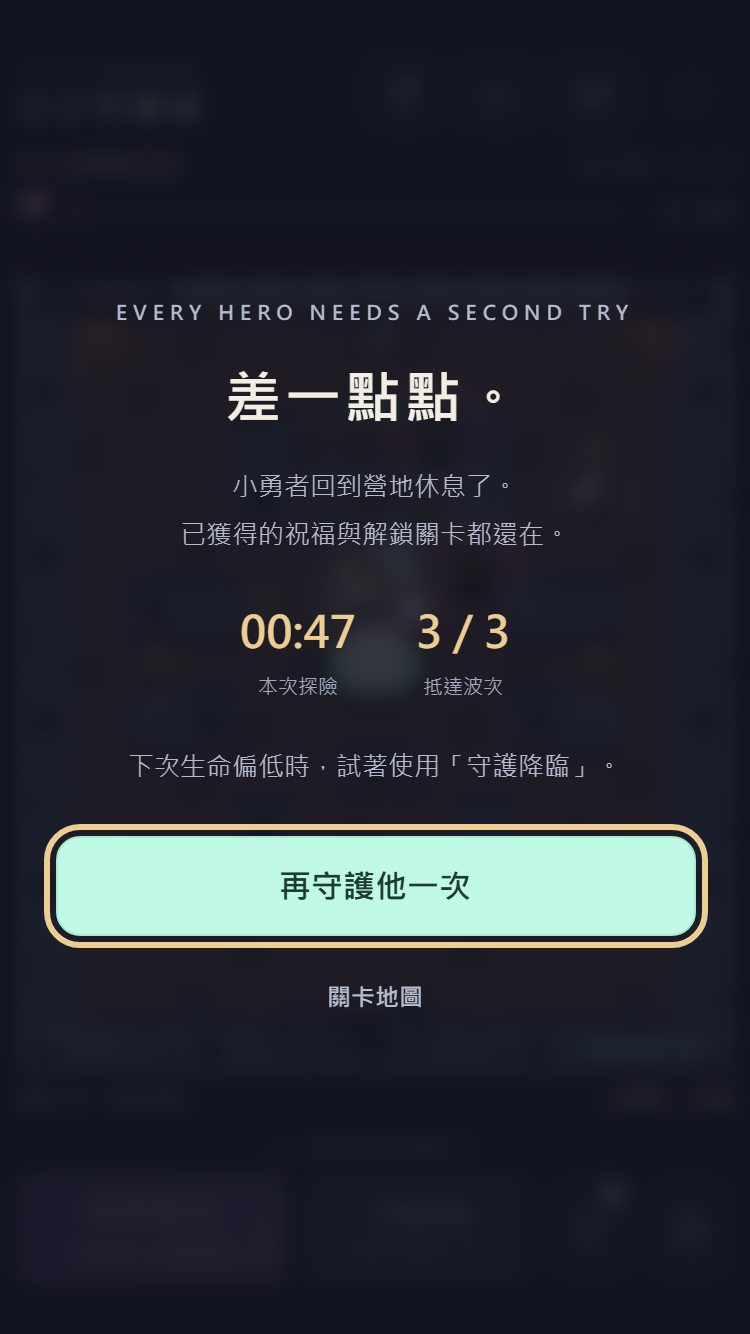 EVERY HERO NEEDS A SECOND TRY
差一點點。
小勇者回到營地休息了。
已獲得的祝福與解鎖關卡都還在。
00:47 3 / 3
本次探險 抵達波次
下次生命偏低時，試著使用「守護降臨」。
再守護他一次
關卡地圖